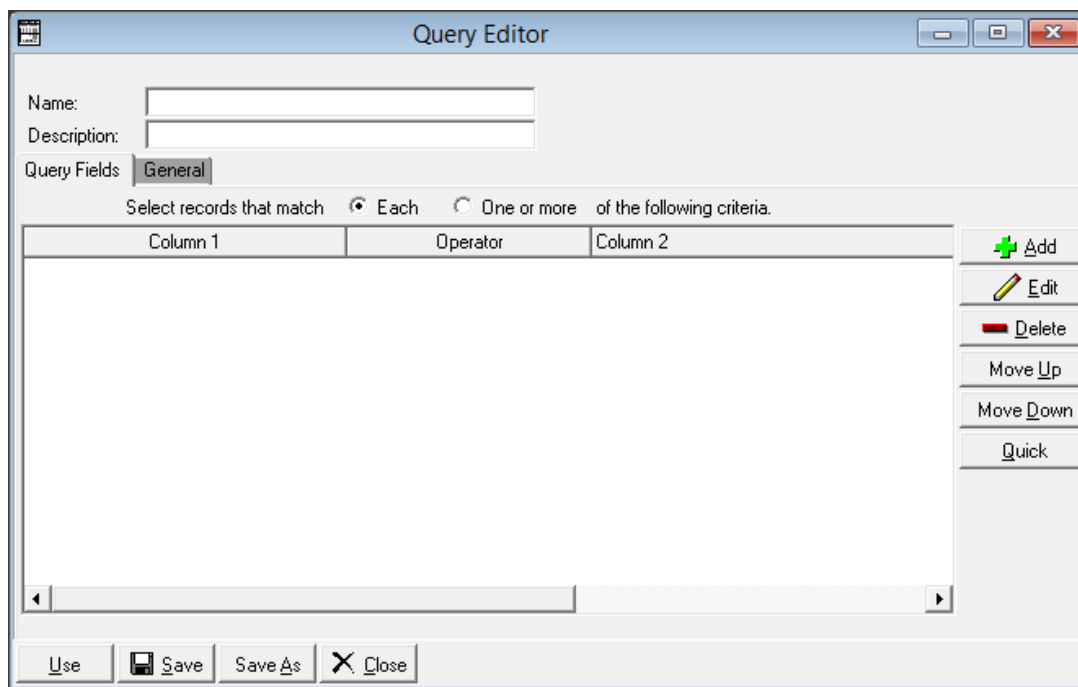 Query Editor
Name:
Description:
Query Fields General
Select records that match Each One or more of the following criteria.
Column 1 Operator Column 2
Add
Edit
Delete
Move Up
Move Down
Quick
Use Save Save As Close